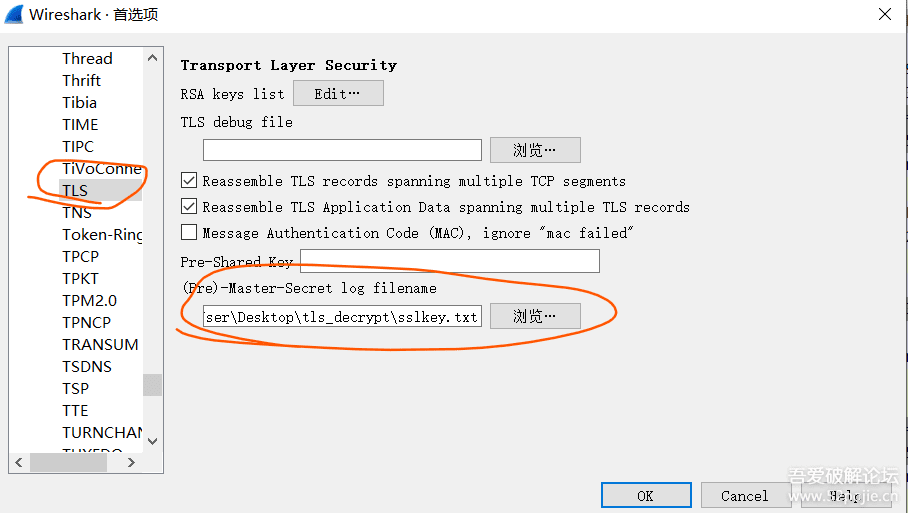 Wireshark · 首选项
Thread
Thrift
Tibia
TIME
TIPC
TiVoConne
TLS
TNS
Token-Ring
TPCP
TPKT
TPM2.0
TPNCP
TRANSUM
TSDNS
TSP
TTE
TURNCHAN
TUXEDO
Transport Layer Security
RSA keys list Edit…
TLS debug file
浏览…
Reassemble TLS records spanning multiple TCP segments
Reassemble TLS Application Data spanning multiple TLS records
Message Authentication Code (MAC), ignore "mac failed"
Pre-Shared Key
(Pre)-Master-Secret log filename
ser\Desktop\tls_decrypt\sslkey.txt 浏览…
OK Cancel Help
吾爱破解论坛
www.52pojie.cn